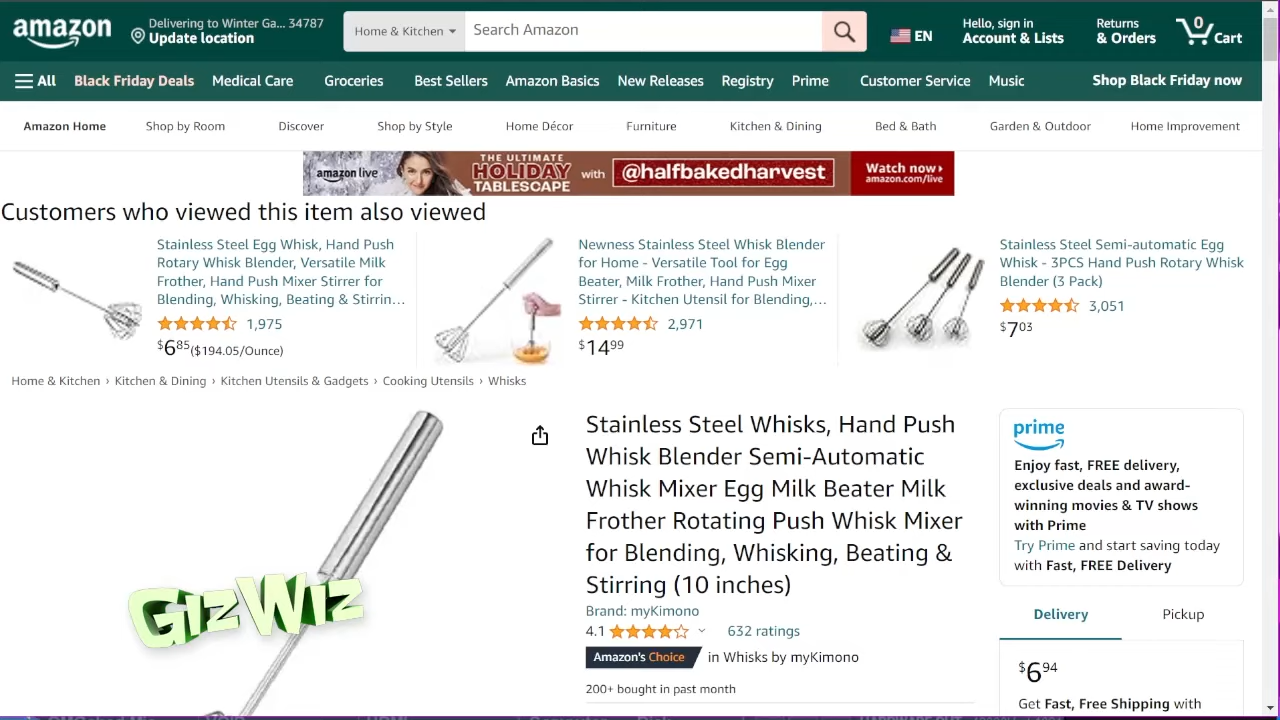 amazon
Delivering to Winter Ga... 34787
Update location
Home & Kitchen
Search Amazon
EN
Hello, sign in
Account & Lists
Returns
& Orders
0
Cart
All
Black Friday Deals
Medical Care
Groceries
Best Sellers
Amazon Basics
New Releases
Registry
Prime
Customer Service
Music
Shop Black Friday now
Amazon Home
Shop by Room
Discover
Shop by Style
Home Décor
Furniture
Kitchen & Dining
Bed & Bath
Garden & Outdoor
Home Improvement
amazon live
THE ULTIMATE
HOLIDAY
TABLESCAPE
with
@halfbakedharvest
Watch now
amazon.com/live
Customers who viewed this item also viewed
Stainless Steel Egg Whisk, Hand Push
Rotary Whisk Blender, Versatile Milk
Frother, Hand Push Mixer Stirrer for
Blending, Whisking, Beating & Stirrin...
1,975
$6.85 ($194.05/Ounce)
Newness Stainless Steel Whisk Blender
for Home - Versatile Tool for Egg
Beater, Milk Frother, Hand Push Mixer
Stirrer - Kitchen Utensil for Blending,...
2,971
$14.99
Stainless Steel Semi-automatic Egg
Whisk - 3PCS Hand Push Rotary Whisk
Blender (3 Pack)
3,051
$7.03
Home & Kitchen › Kitchen & Dining › Kitchen Utensils & Gadgets › Cooking Utensils › Whisks
GizWiz
Stainless Steel Whisks, Hand Push
Whisk Blender Semi-Automatic
Whisk Mixer Egg Milk Beater Milk
Frother Rotating Push Whisk Mixer
for Blending, Whisking, Beating &
Stirring (10 inches)
Brand: myKimono
4.1
632 ratings
Amazon's Choice in Whisks by myKimono
200+ bought in past month
prime
Enjoy fast, FREE delivery,
exclusive deals and award-
winning movies & TV shows
with Prime
Try Prime and start saving today
with Fast, FREE Delivery
Delivery
Pickup
$6.94
Get Fast, Free Shipping with